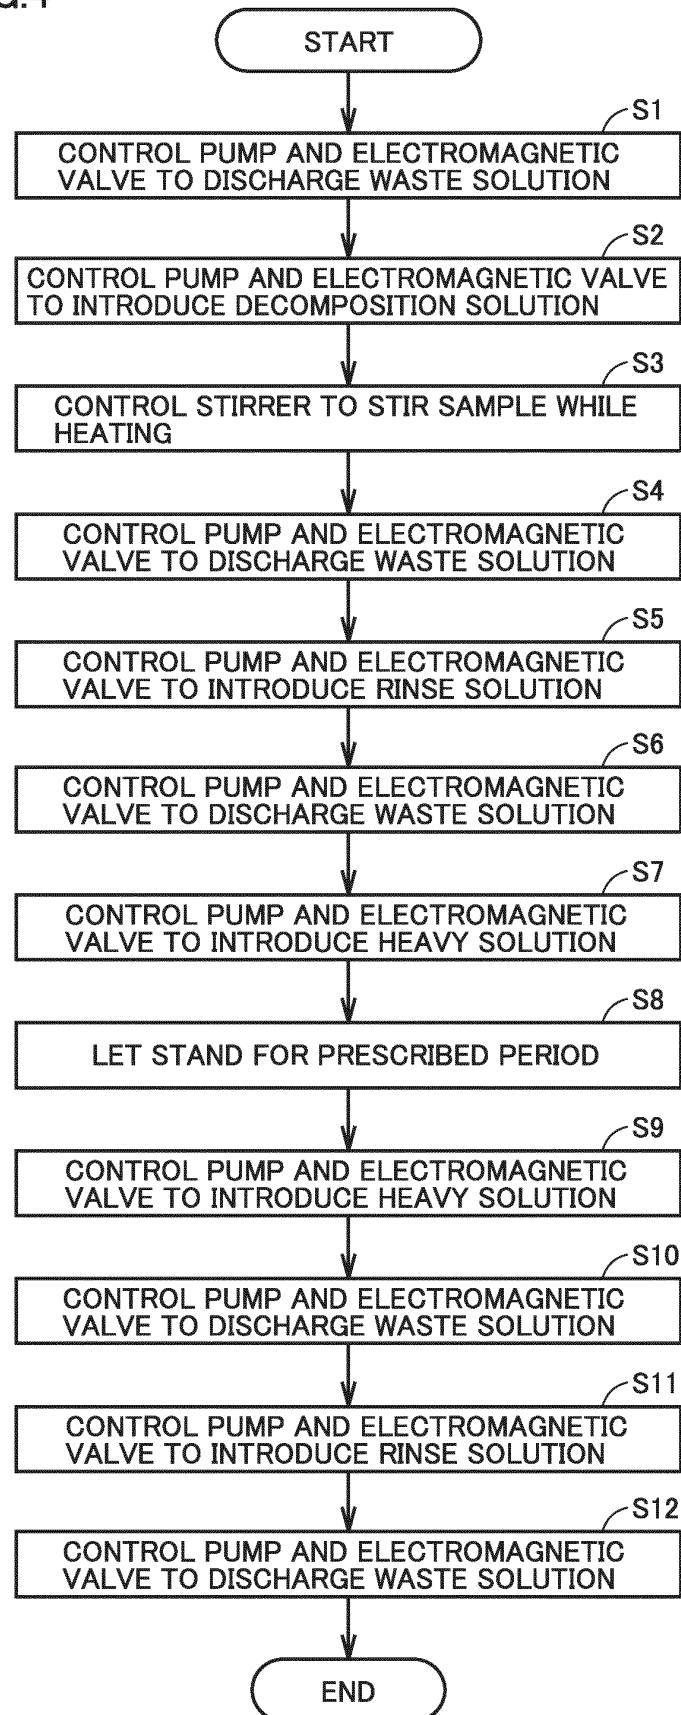 START
S1
CONTROL PUMP AND ELECTROMAGNETIC
VALVE TO DISCHARGE WASTE SOLUTION
S2
CONTROL PUMP AND ELECTROMAGNETIC VALVE
TO INTRODUCE DECOMPOSITION SOLUTION
S3
CONTROL STIRRER TO STIR SAMPLE WHILE
HEATING
S4
CONTROL PUMP AND ELECTROMAGNETIC
VALVE TO DISCHARGE WASTE SOLUTION
S5
CONTROL PUMP AND ELECTROMAGNETIC
VALVE TO INTRODUCE RINSE SOLUTION
S6
CONTROL PUMP AND ELECTROMAGNETIC
VALVE TO DISCHARGE WASTE SOLUTION
S7
CONTROL PUMP AND ELECTROMAGNETIC
VALVE TO INTRODUCE HEAVY SOLUTION
S8
LET STAND FOR PRESCRIBED PERIOD
S9
CONTROL PUMP AND ELECTROMAGNETIC
VALVE TO INTRODUCE HEAVY SOLUTION
S10
CONTROL PUMP AND ELECTROMAGNETIC
VALVE TO DISCHARGE WASTE SOLUTION
S11
CONTROL PUMP AND ELECTROMAGNETIC
VALVE TO INTRODUCE RINSE SOLUTION
S12
CONTROL PUMP AND ELECTROMAGNETIC
VALVE TO DISCHARGE WASTE SOLUTION
END